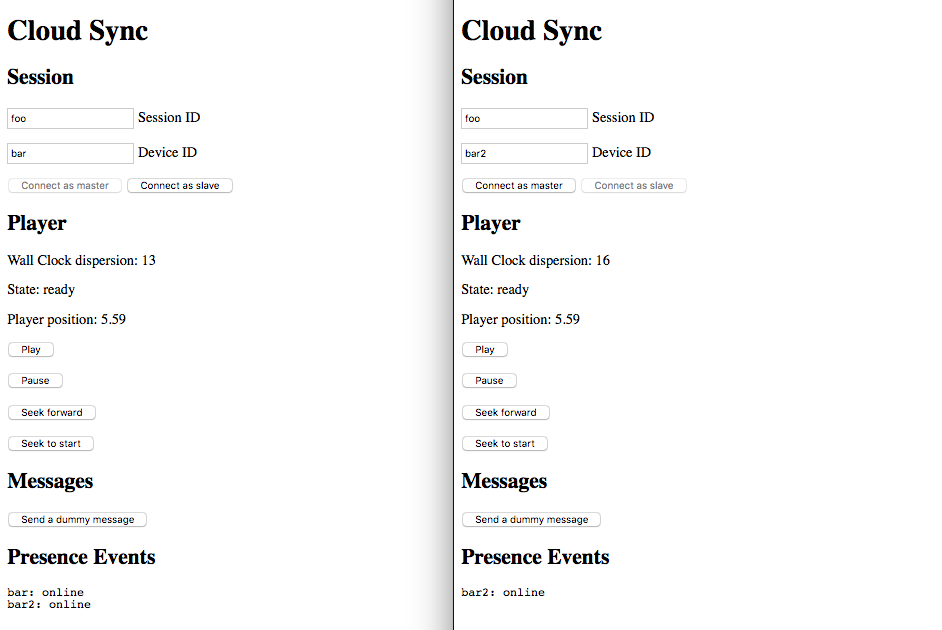 Cloud Sync
Session
foo Session ID
bar Device ID
Connect as master Connect as slave
Player
Wall Clock dispersion: 13
State: ready
Player position: 5.59
Play
Pause
Seek forward
Seek to start
Messages
Send a dummy message
Presence Events
bar: online
bar2: online
Cloud Sync
Session
foo Session ID
bar2 Device ID
Connect as master Connect as slave
Player
Wall Clock dispersion: 16
State: ready
Player position: 5.59
Play
Pause
Seek forward
Seek to start
Messages
Send a dummy message
Presence Events
bar2: online